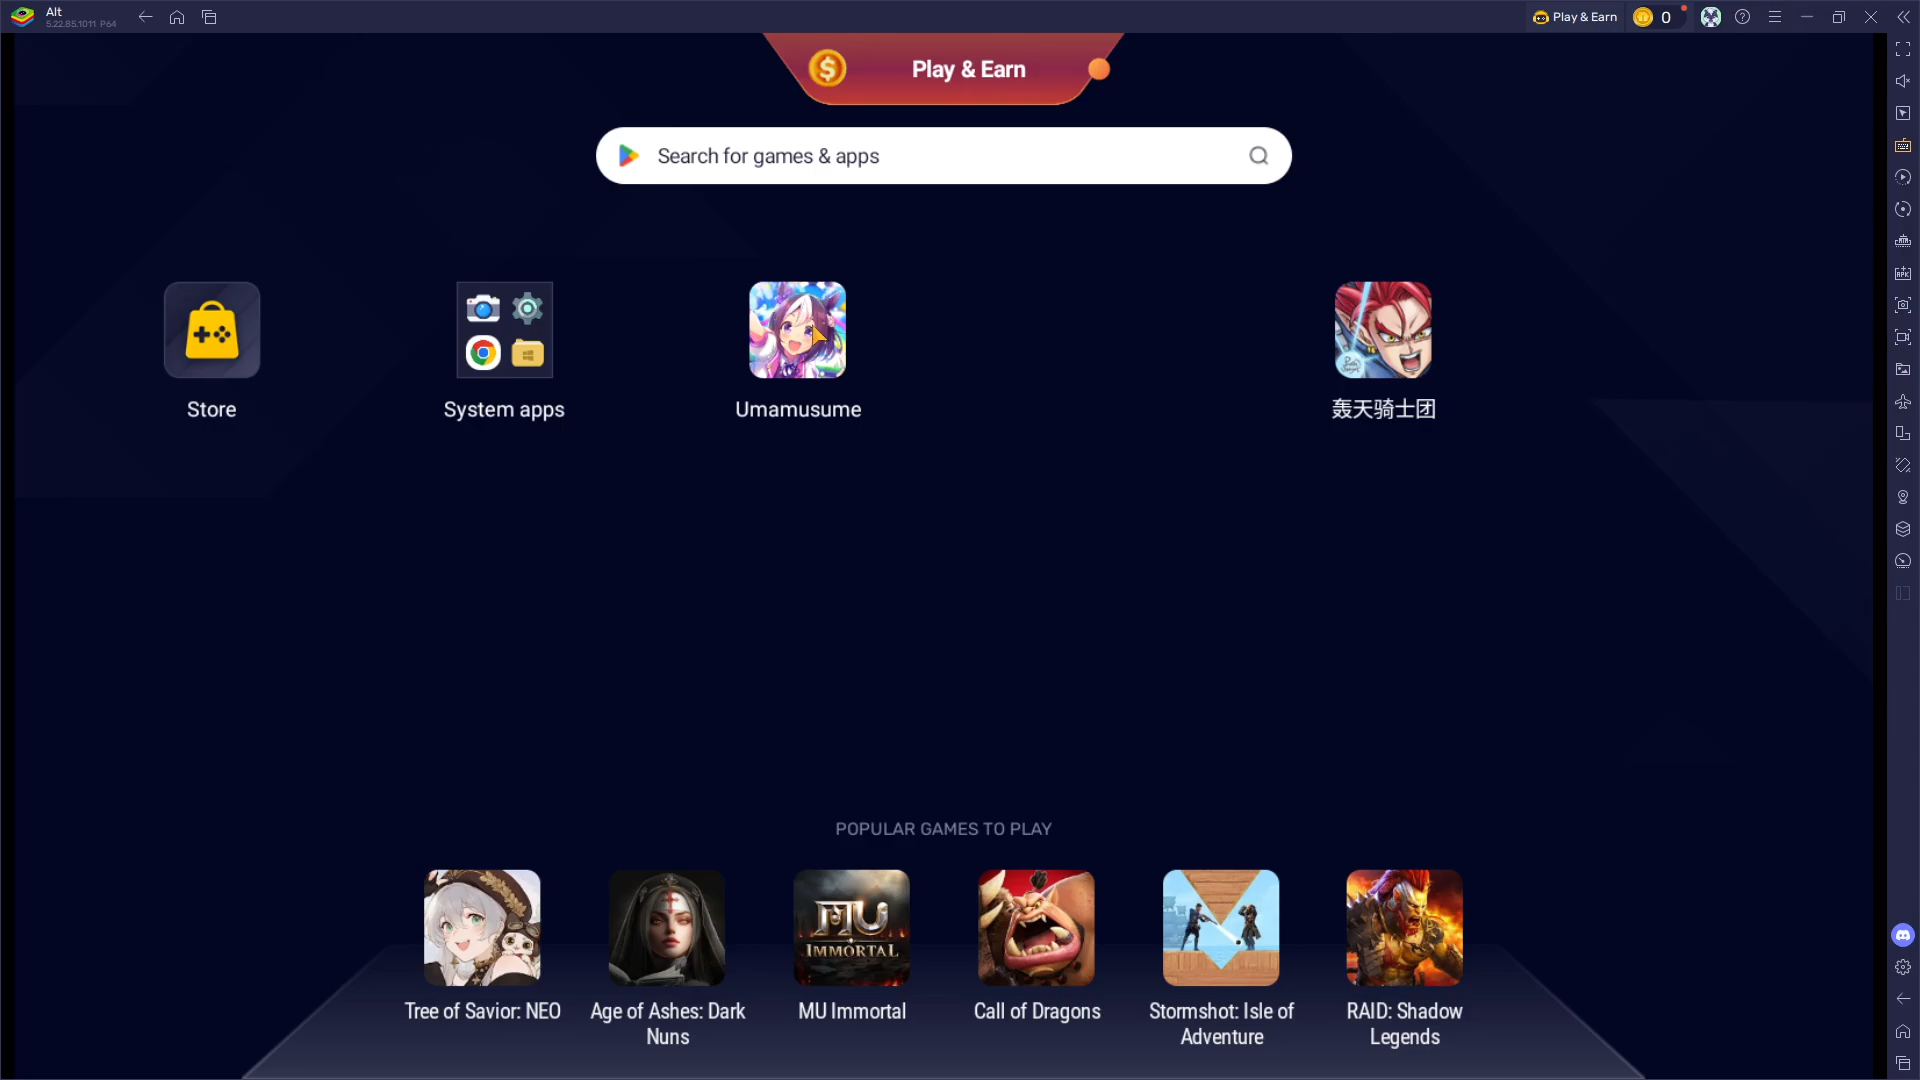 Alt
5.22.85.1011 P64
Play & Earn
0
Play & Earn
Search for games & apps
Store
System apps
Umamusume
轰天骑士团
POPULAR GAMES TO PLAY
MU
IMMORTAL
Tree of Savior: NEO
Age of Ashes: Dark
Nuns
MU Immortal
Call of Dragons
Stormshot: Isle of
Adventure
RAID: Shadow
Legends